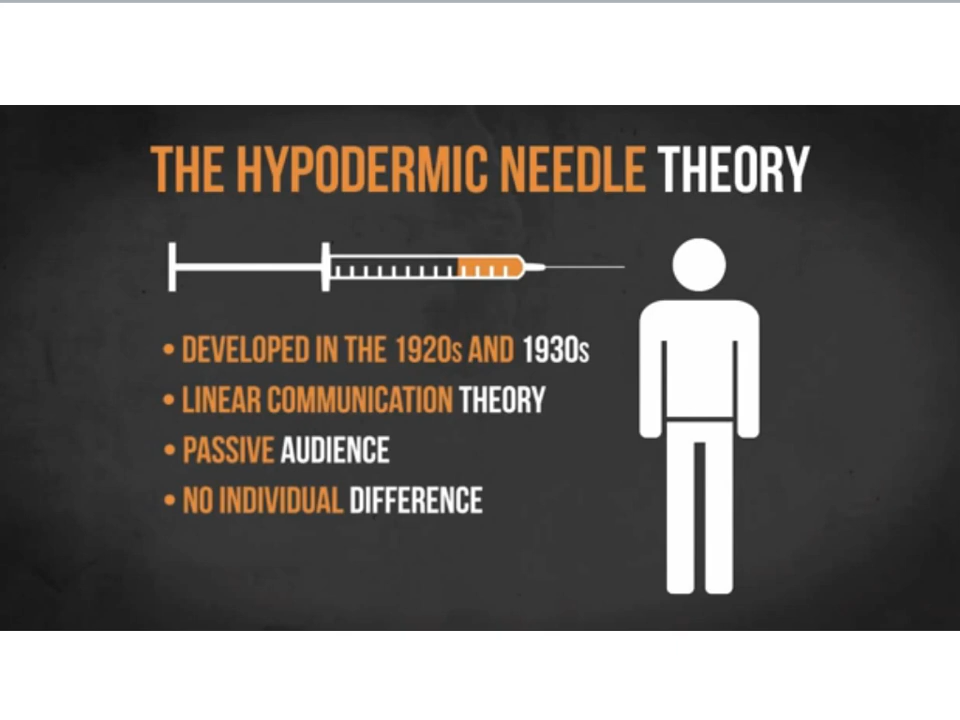 THE HYPODERMIC NEEDLE THEORY
• DEVELOPED IN THE 1920s AND 1930s
• LINEAR COMMUNICATION THEORY
• PASSIVE AUDIENCE
• NO INDIVIDUAL DIFFERENCE